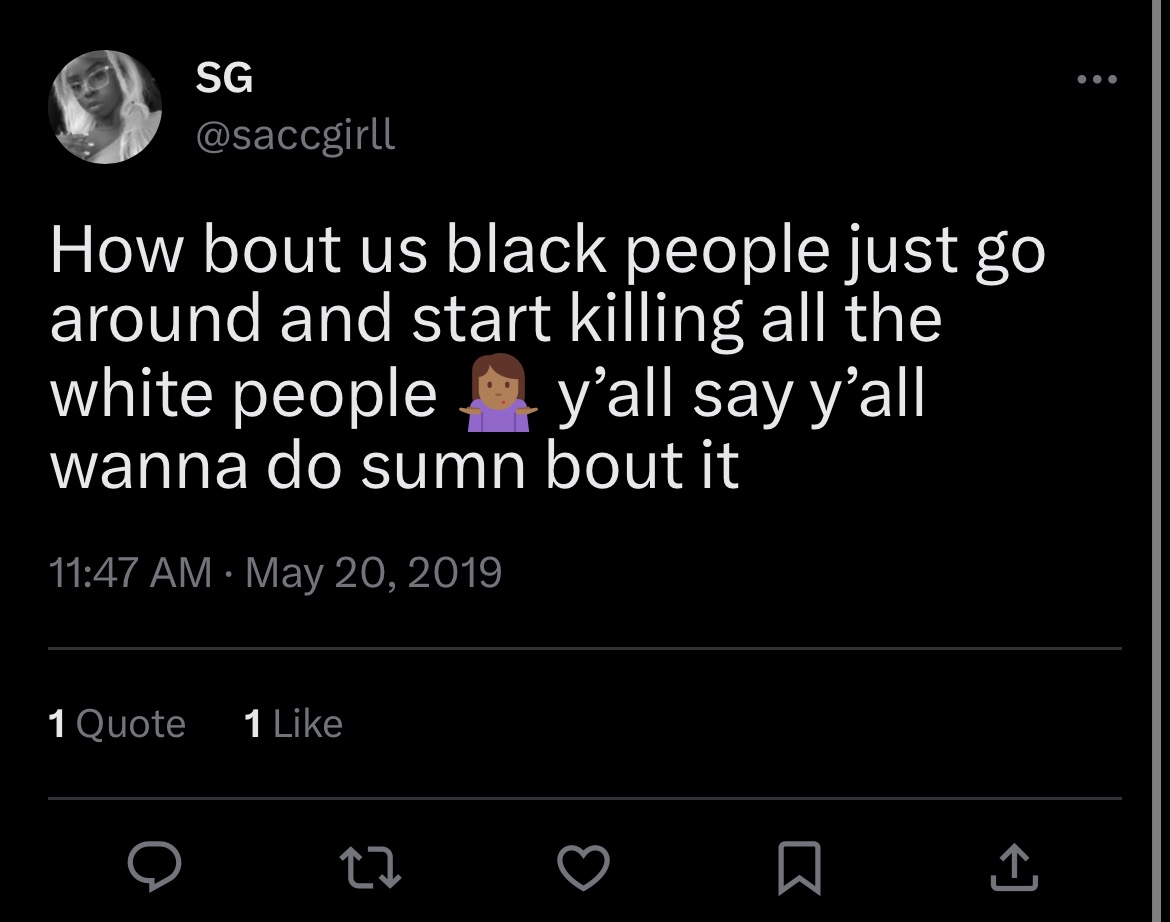 SG
@saccgirll
How bout us black people just go
around and start killing all the
white people 🤷🏽‍♀️ y’all say y’all
wanna do sumn bout it
11:47 AM · May 20, 2019
1 Quote 1 Like